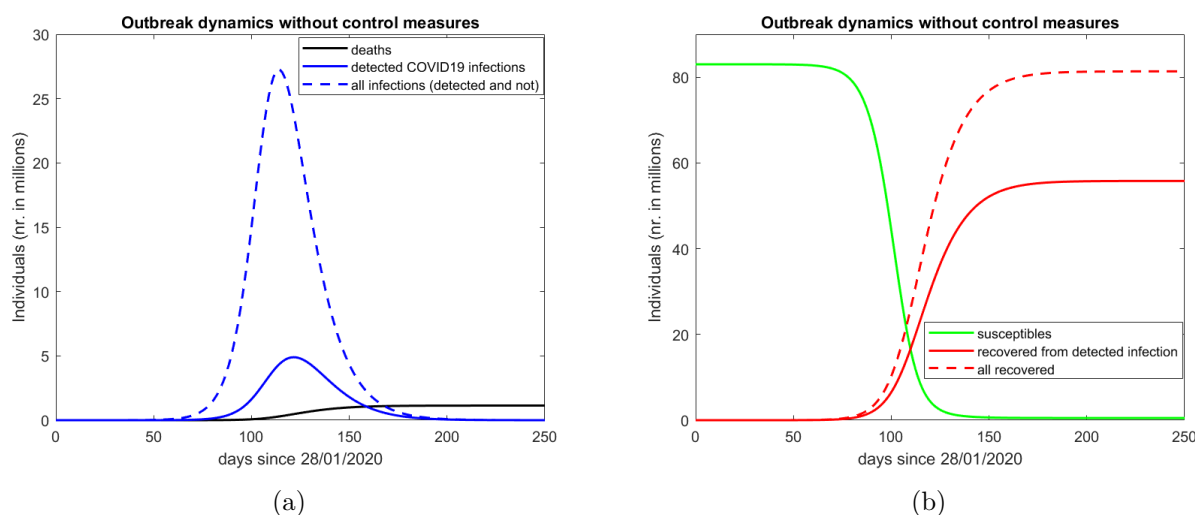 Outbreak dynamics without control measures
30
25
20
15
10
5
0
0 50 100 150 200 250
Individuals (nr. in millions)
days since 28/01/2020
deaths
detected COVID19 infections
all infections (detected and not)
(a)
Outbreak dynamics without control measures
80
60
40
20
0
0 50 100 150 200 250
Individuals (nr. in millions)
days since 28/01/2020
susceptibles
recovered from detected infection
all recovered
(b)